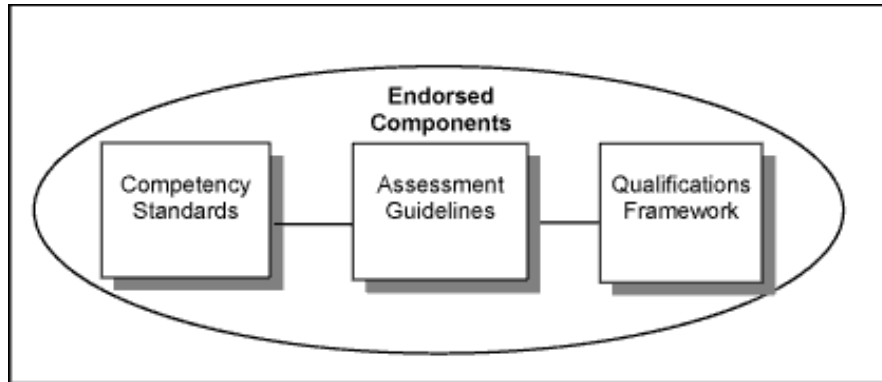 Endorsed
Components
Competency
Standards
Assessment
Guidelines
Qualifications
Framework